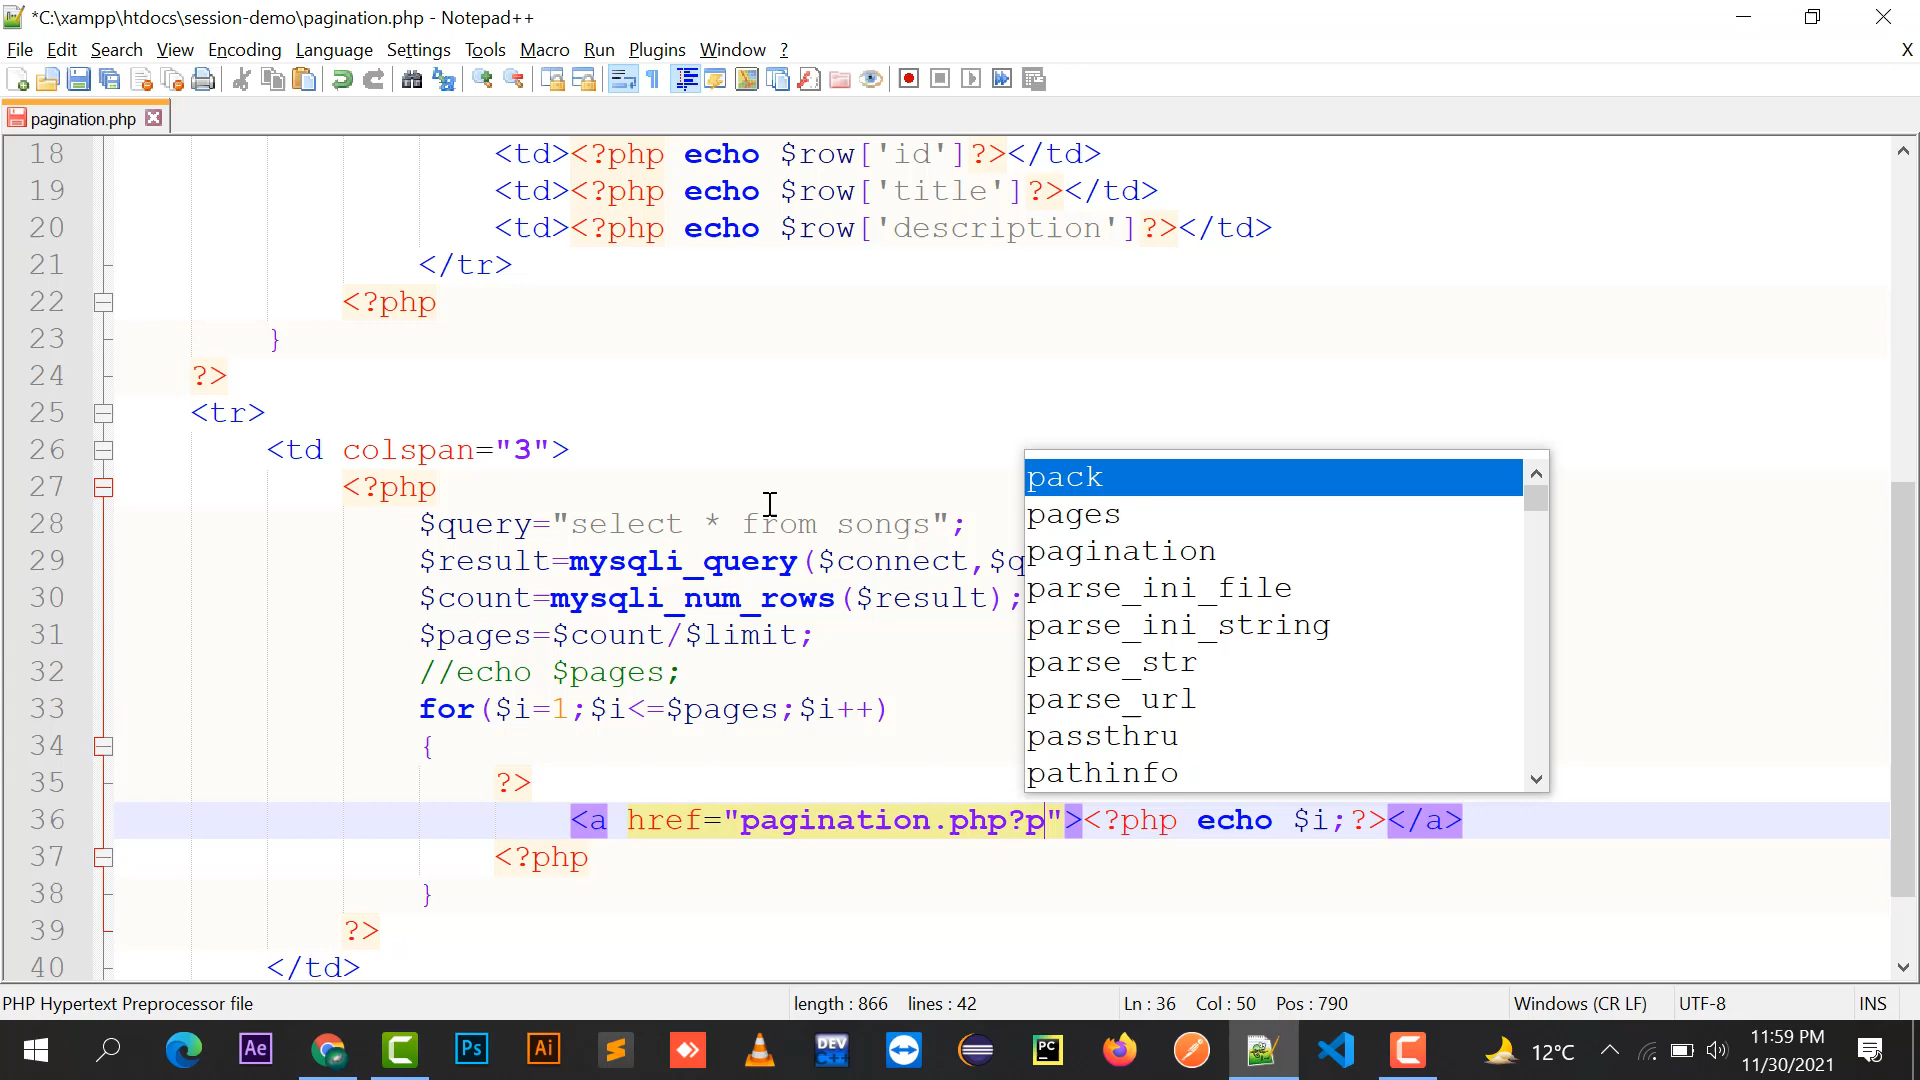 *C:\xampp\htdocs\session-demo\pagination.php - Notepad++
File Edit Search View Encoding Language Settings Tools Macro Run Plugins Window ? X
pagination.php
18 <td><?php echo $row['id']?></td>
19 <td><?php echo $row['title']?></td>
20 <td><?php echo $row['description']?></td>
21 </tr>
22 <?php
23 }
24 ?>
25 <tr>
26 <td colspan="3">
27 <?php
28 $query="select * from songs";
29 $result=mysqli_query($connect,$q
30 $count=mysqli_num_rows($result);
31 $pages=$count/$limit;
32 //echo $pages;
33 for($i=1;$i<=$pages;$i++)
34 {
35 ?>
36 <a href="pagination.php?p"><?php echo $i;?></a>
37 <?php
38 }
39 ?>
40 </td>
pack
pages
pagination
parse_ini_file
parse_ini_string
parse_str
parse_url
passthru
pathinfo
PHP Hypertext Preprocessor file length : 866 lines : 42 Ln : 36 Col : 50 Pos : 790 Windows (CR LF) UTF-8 INS
Ae Ps Ai DEV C++ PC 12°C 11:59 PM
11/30/2021